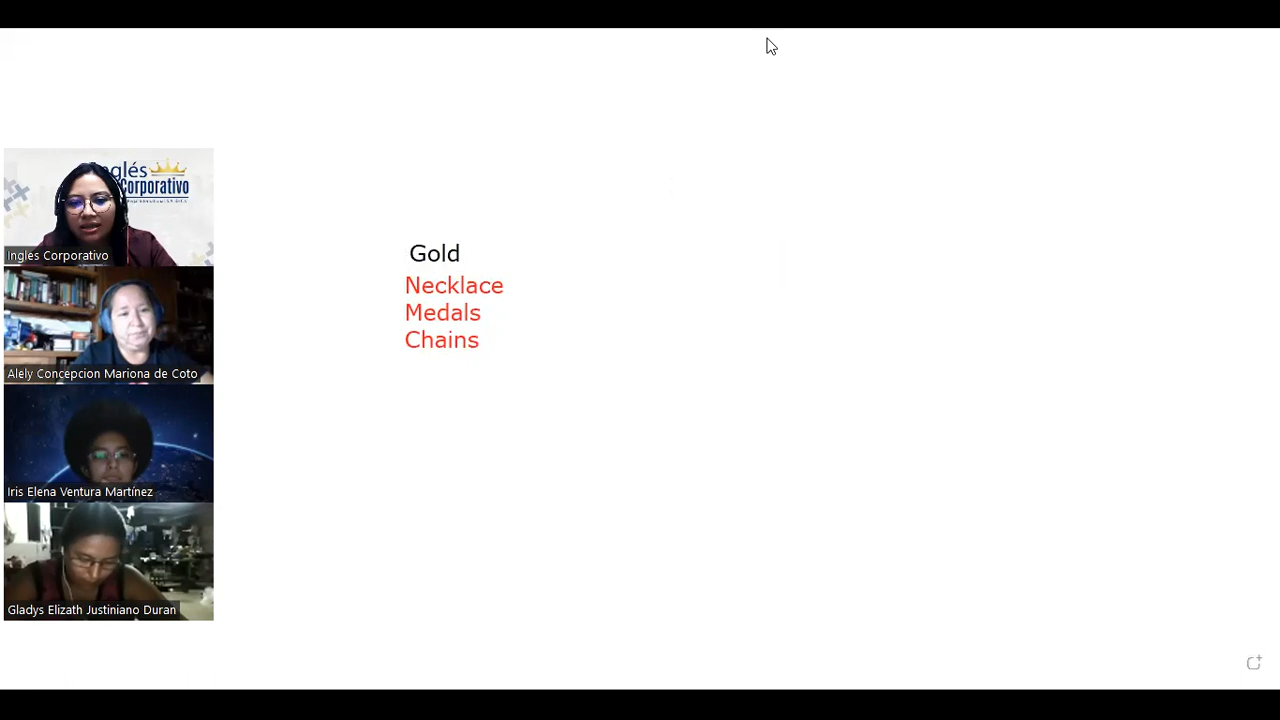 Inglés
Corporativo
Ingles Corporativo
Alely Concepcion Mariona de Coto
Iris Elena Ventura Martínez
Gladys Elizath Justiniano Duran
Gold
Necklace
Medals
Chains